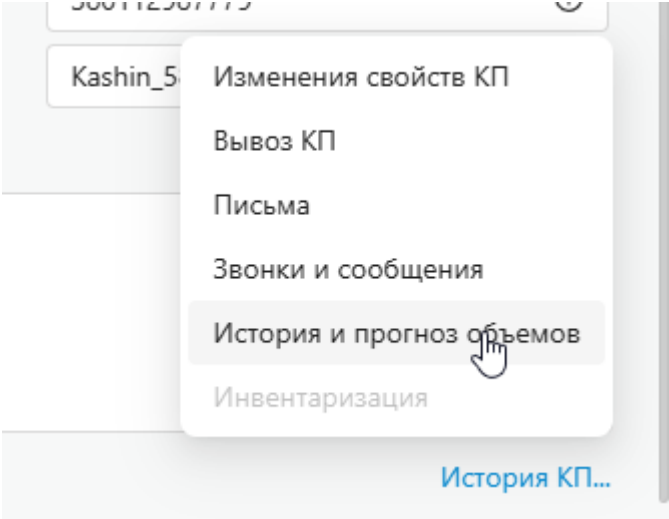 Kashin_5
Изменения свойств КП
Вывоз КП
Письма
Звонки и сообщения
История и прогноз объемов
Инвентаризация
История КП...